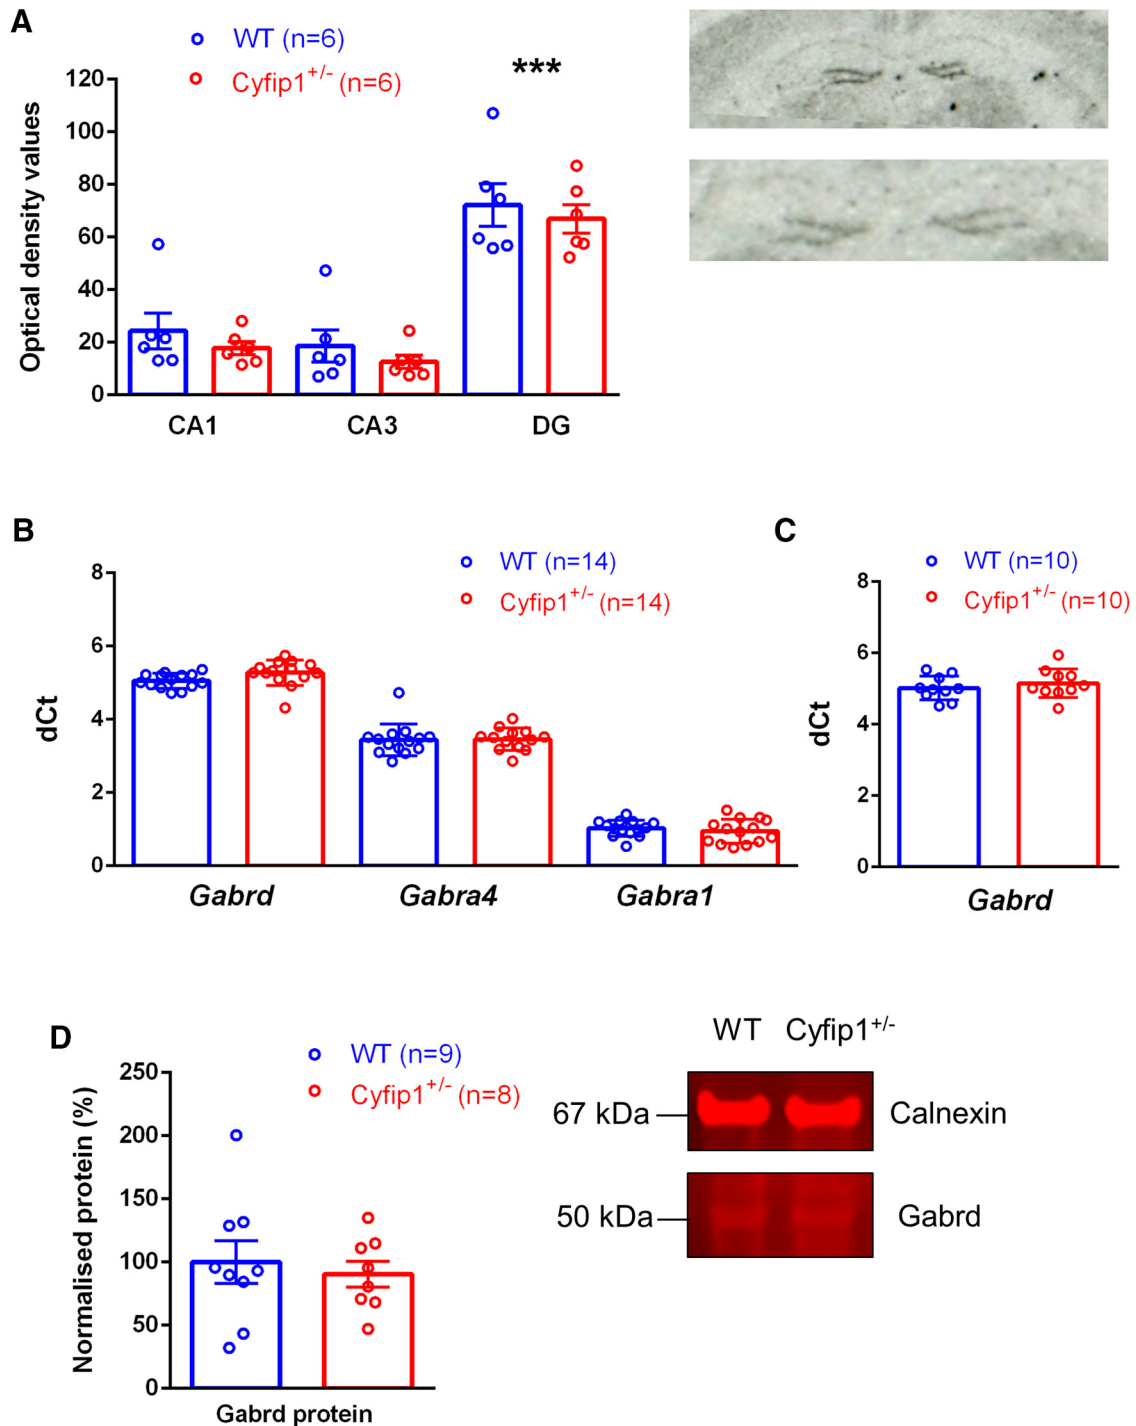 A
WT (n=6)
Cyfip1+/- (n=6)
***
Optical density values
120
100
80
60
40
20
0
CA1 CA3 DG
B
WT (n=14)
Cyfip1+/- (n=14)
dCt
8
6
4
2
0
Gabrd Gabra4 Gabra1
C
WT (n=10)
Cyfip1+/- (n=10)
dCt
8
6
4
2
0
Gabrd
D
WT (n=9)
Cyfip1+/- (n=8)
Normalised protein (%)
250
200
150
100
50
0
Gabrd protein
WT Cyfip1+/-
67 kDa Calnexin
50 kDa Gabrd